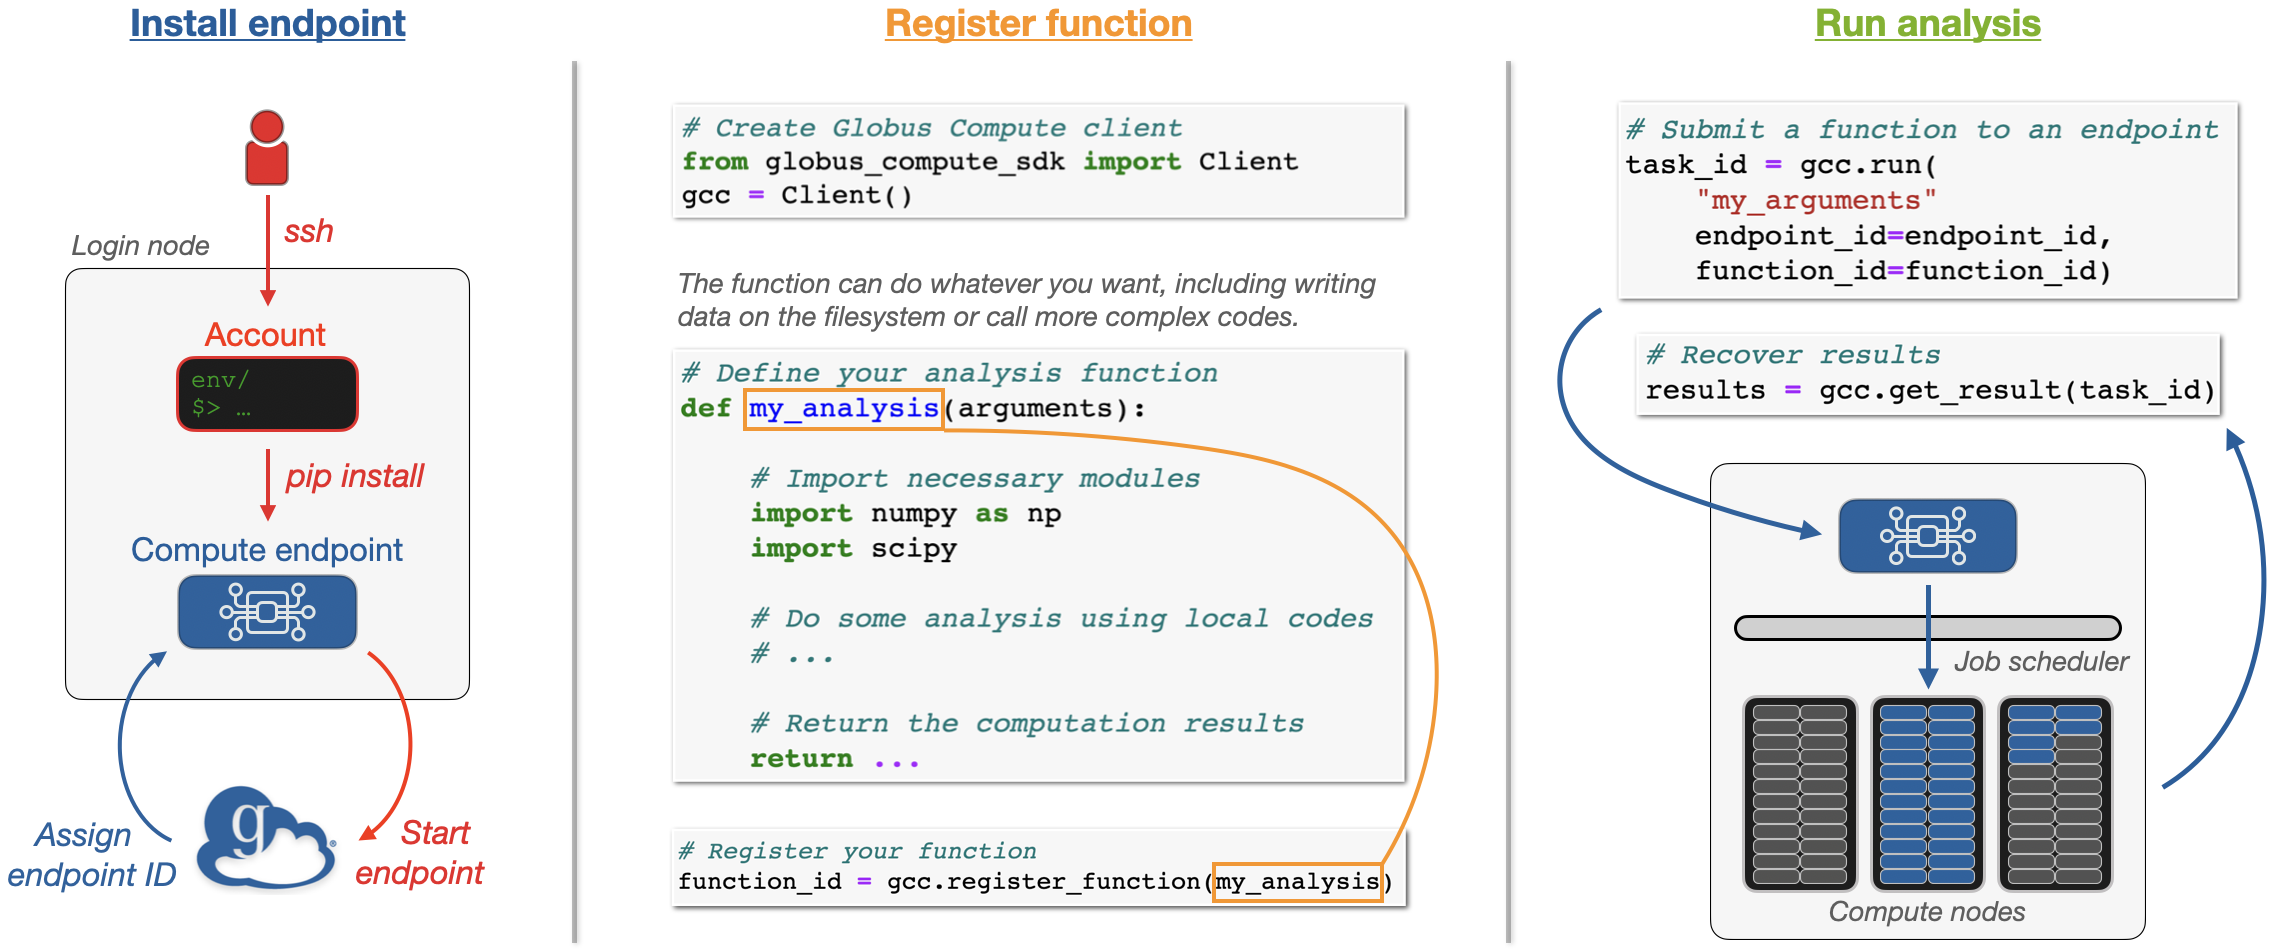 Install endpoint
ssh
Login node
Account
env/
$> …
pip install
Compute endpoint
Assign
endpoint ID
g
®
Start
endpoint
Register function
# Create Globus Compute client
from globus_compute_sdk import Client
gcc = Client()
The function can do whatever you want, including writing
data on the filesystem or call more complex codes.
# Define your analysis function
def my_analysis(arguments):
# Import necessary modules
import numpy as np
import scipy
# Do some analysis using local codes
# ...
# Return the computation results
return ...
# Register your function
function_id = gcc.register_function(my_analysis)
Run analysis
# Submit a function to an endpoint
task_id = gcc.run(
"my_arguments"
endpoint_id=endpoint_id,
function_id=function_id)
# Recover results
results = gcc.get_result(task_id)
Job scheduler
Compute nodes